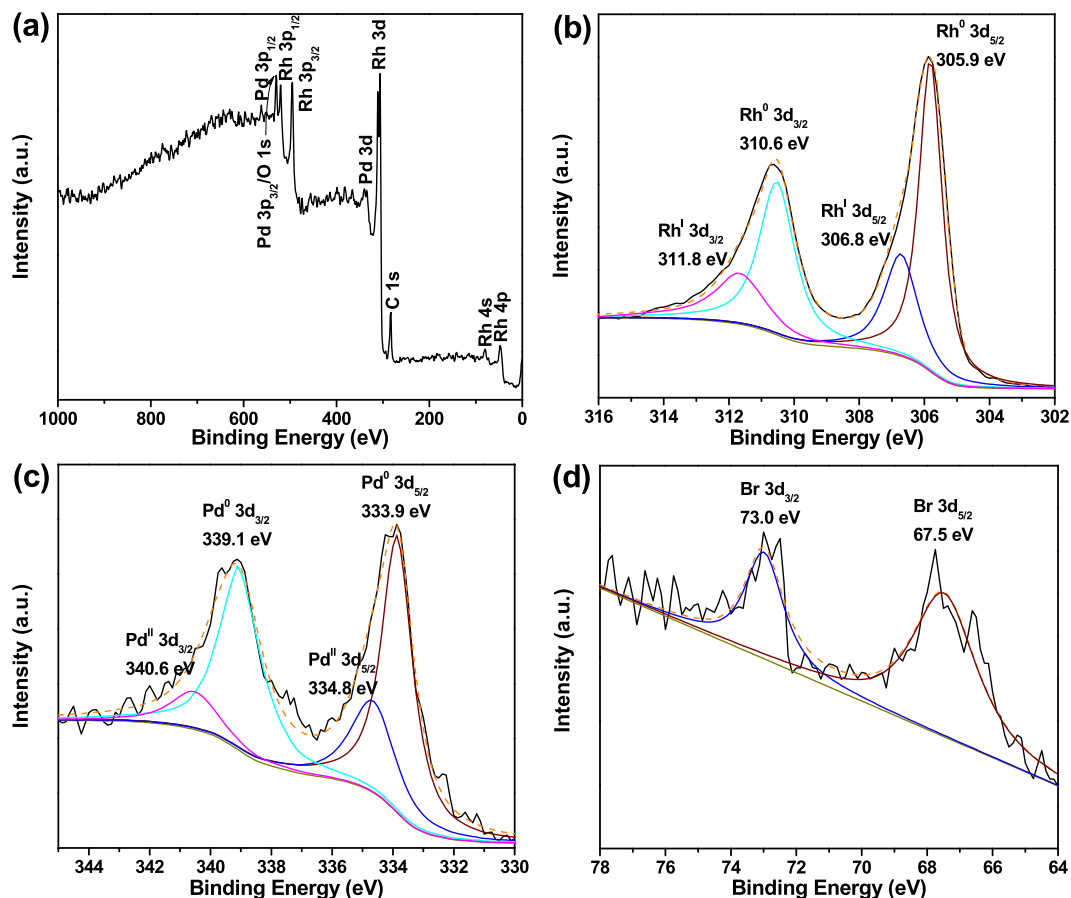 (a)
Pd 3p1/2
Rh 3p1/2
Rh 3p3/2
Rh 3d
Pd 3d
Pd 3p3/2/O 1s
C 1s
Rh 4s
Rh 4p
Intensity (a.u.)
1000 800 600 400 200 0
Binding Energy (eV)
(b)
Rh0 3d5/2
305.9 eV
Rh0 3d3/2
310.6 eV
RhI 3d5/2
306.8 eV
RhI 3d3/2
311.8 eV
Intensity (a.u.)
316 314 312 310 308 306 304 302
Binding Energy (eV)
(c)
Pd0 3d5/2
333.9 eV
Pd0 3d3/2
339.1 eV
PdII 3d3/2
340.6 eV
PdII 3d5/2
334.8 eV
Intensity (a.u.)
344 342 340 338 336 334 332 330
Binding Energy (eV)
(d)
Br 3d3/2
73.0 eV
Br 3d5/2
67.5 eV
Intensity (a.u.)
78 76 74 72 70 68 66 64
Binding Energy (eV)